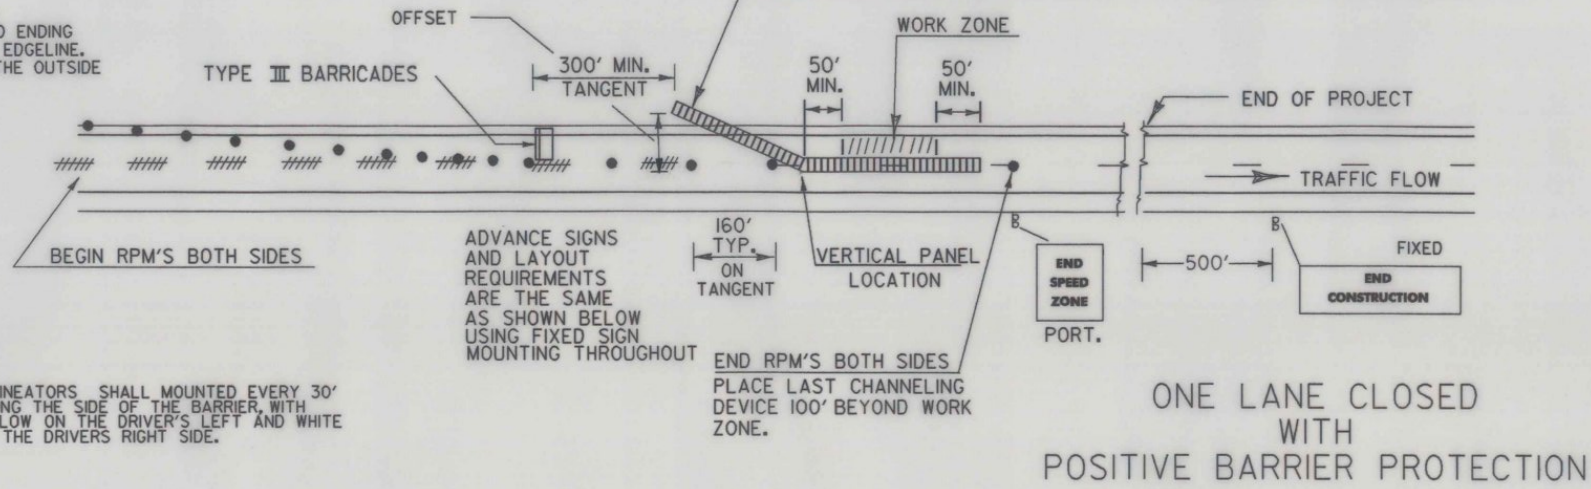 O ENDING
EDGELINE.
THE OUTSIDE
OFFSET
TYPE III BARRICADES
300' MIN.
TANGENT
50'
MIN.
WORK ZONE
50'
MIN.
END OF PROJECT
TRAFFIC FLOW
BEGIN RPM'S BOTH SIDES
ADVANCE SIGNS
AND LAYOUT
REQUIREMENTS
ARE THE SAME
AS SHOWN BELOW
USING FIXED SIGN
MOUNTING THROUGHOUT
160'
TYP.
ON
TANGENT
VERTICAL PANEL
LOCATION
B
END
SPEED
ZONE
PORT.
500'
B
FIXED
END
CONSTRUCTION
END RPM'S BOTH SIDES
PLACE LAST CHANNELING
DEVICE 100' BEYOND WORK
ZONE.
INEATORS SHALL MOUNTED EVERY 30'
NG THE SIDE OF THE BARRIER, WITH
LOW ON THE DRIVER'S LEFT AND WHITE
THE DRIVERS RIGHT SIDE.
ONE LANE CLOSED
WITH
POSITIVE BARRIER PROTECTION